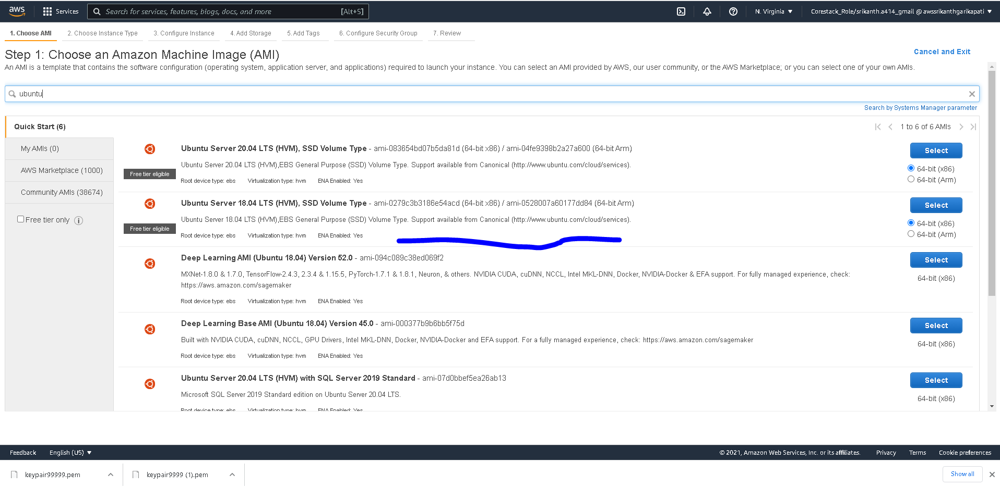 aws Services Search for services, features, blogs, docs, and more [Alt+S] N. Virginia ▼ Corestack_Role/srikanth.a414_gmail @ awssrikanthgarikapati ▼
1. Choose AMI 2. Choose Instance Type 3. Configure Instance 4. Add Storage 5. Add Tags 6. Configure Security Group 7. Review
Step 1: Choose an Amazon Machine Image (AMI)
Cancel and Exit
An AMI is a template that contains the software configuration (operating system, application server, and applications) required to launch your instance. You can select an AMI provided by AWS, our user community, or the AWS Marketplace; or you can select one of your own AMIs.
ubuntu
Search by Systems Manager parameter
Quick Start (6)
1 to 6 of 6 AMIs
My AMIs (0)
AWS Marketplace (1000)
Community AMIs (38674)
Free tier only
Ubuntu Server 20.04 LTS (HVM), SSD Volume Type - ami-083654bd07b5da81d (64-bit x86) / ami-04fe9398b2a27a600 (64-bit Arm)
Select
Ubuntu Server 20.04 LTS (HVM),EBS General Purpose (SSD) Volume Type. Support available from Canonical (http://www.ubuntu.com/cloud/services).
64-bit (x86)
Free tier eligible
Root device type: ebs Virtualization type: hvm ENA Enabled: Yes
64-bit (Arm)
Ubuntu Server 18.04 LTS (HVM), SSD Volume Type - ami-0279c3b3186e54acd (64-bit x86) / ami-0528007a60177dd84 (64-bit Arm)
Select
Ubuntu Server 18.04 LTS (HVM),EBS General Purpose (SSD) Volume Type. Support available from Canonical (http://www.ubuntu.com/cloud/services).
64-bit (x86)
Free tier eligible
Root device type: ebs Virtualization type: hvm ENA Enabled: Yes
64-bit (Arm)
Deep Learning AMI (Ubuntu 18.04) Version 52.0 - ami-094c089c38ed069f2
Select
MXNet-1.8.0 & 1.7.0, TensorFlow-2.4.3, 2.3.4 & 1.15.5, PyTorch-1.7.1 & 1.8.1, Neuron, & others. NVIDIA CUDA, cuDNN, NCCL, Intel MKL-DNN, Docker, NVIDIA-Docker & EFA support. For fully managed experience, check:
https://aws.amazon.com/sagemaker
64-bit (x86)
Root device type: ebs Virtualization type: hvm ENA Enabled: Yes
Deep Learning Base AMI (Ubuntu 18.04) Version 45.0 - ami-000377b9b6bb5f75d
Select
Built with NVIDIA CUDA, cuDNN, NCCL, GPU Drivers, Intel MKL-DNN, Docker, NVIDIA-Docker and EFA support. For a fully managed experience, check: https://aws.amazon.com/sagemaker
64-bit (x86)
Root device type: ebs Virtualization type: hvm ENA Enabled: Yes
Ubuntu Server 20.04 LTS (HVM) with SQL Server 2019 Standard - ami-07d0bbef5ea26ab13
Select
Microsoft SQL Server 2019 Standard edition on Ubuntu Server 20.04 LTS.
64-bit (x86)
Root device type: ebs Virtualization type: hvm ENA Enabled: Yes
Feedback English (US) ▼ © 2021, Amazon Web Services, Inc. or its affiliates. Privacy Terms Cookie preferences
keypair99999.pem keypair9999 (1).pem Show all